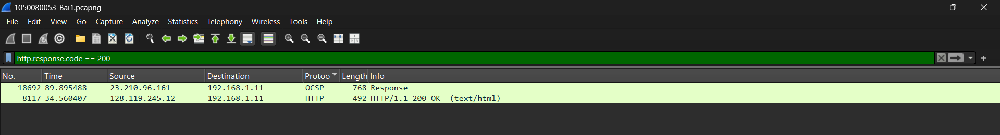 1050080053-Bai1.pcapng
File Edit View Go Capture Analyze Statistics Telephony Wireless Tools Help
http.response.code == 200
No. Time Source Destination Protoc Length Info
18692 89.895488 23.210.96.161 192.168.1.11 OCSP 768 Response
8117 34.560407 128.119.245.12 192.168.1.11 HTTP 492 HTTP/1.1 200 OK (text/html)